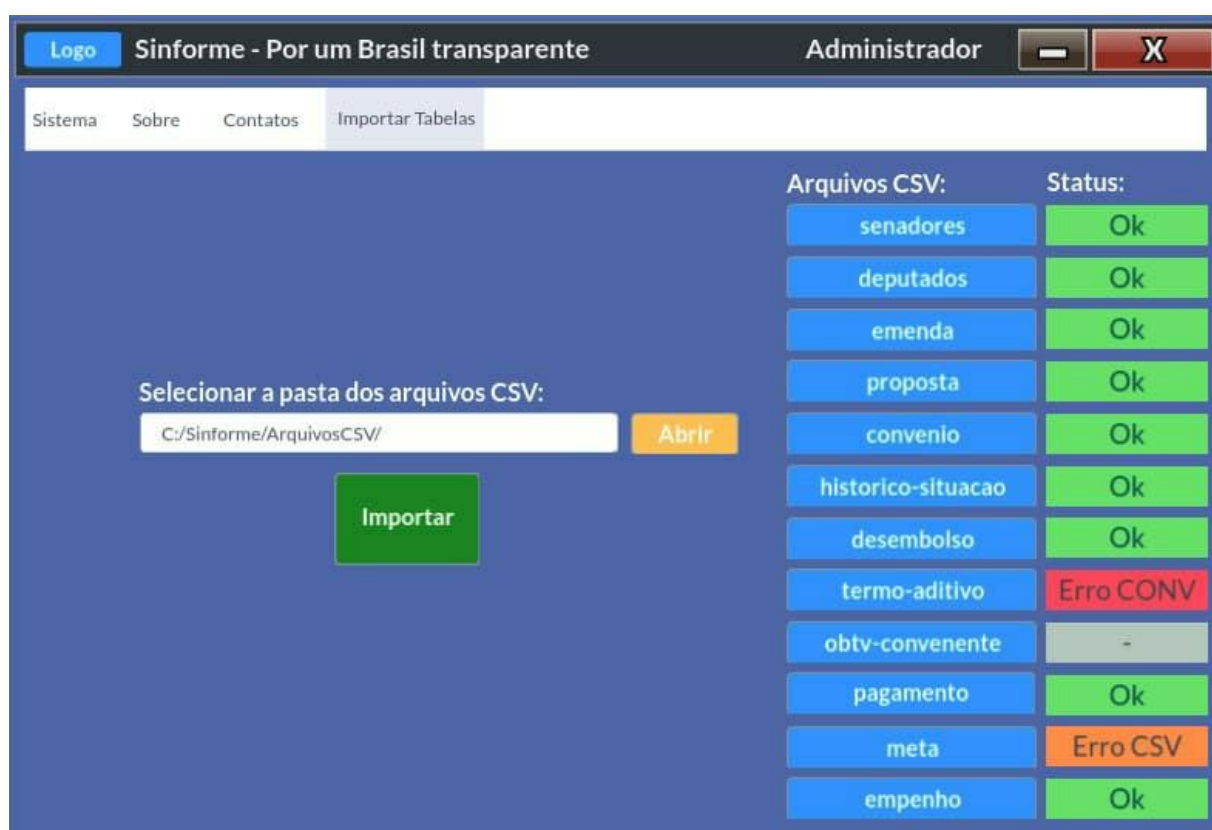 Logo Sinforme - Por um Brasil transparente Administrador X
Sistema Sobre Contatos Importar Tabelas
Arquivos CSV: Status:
senadores Ok
deputados Ok
emenda Ok
proposta Ok
Selecionar a pasta dos arquivos CSV:
C:/Sinforme/ArquivosCSV/ Abrir
convenio Ok
historico-situacao Ok
Importar
desembolso Ok
termo-aditivo Erro CONV
obtv-convenente -
pagamento Ok
meta Erro CSV
empenho Ok